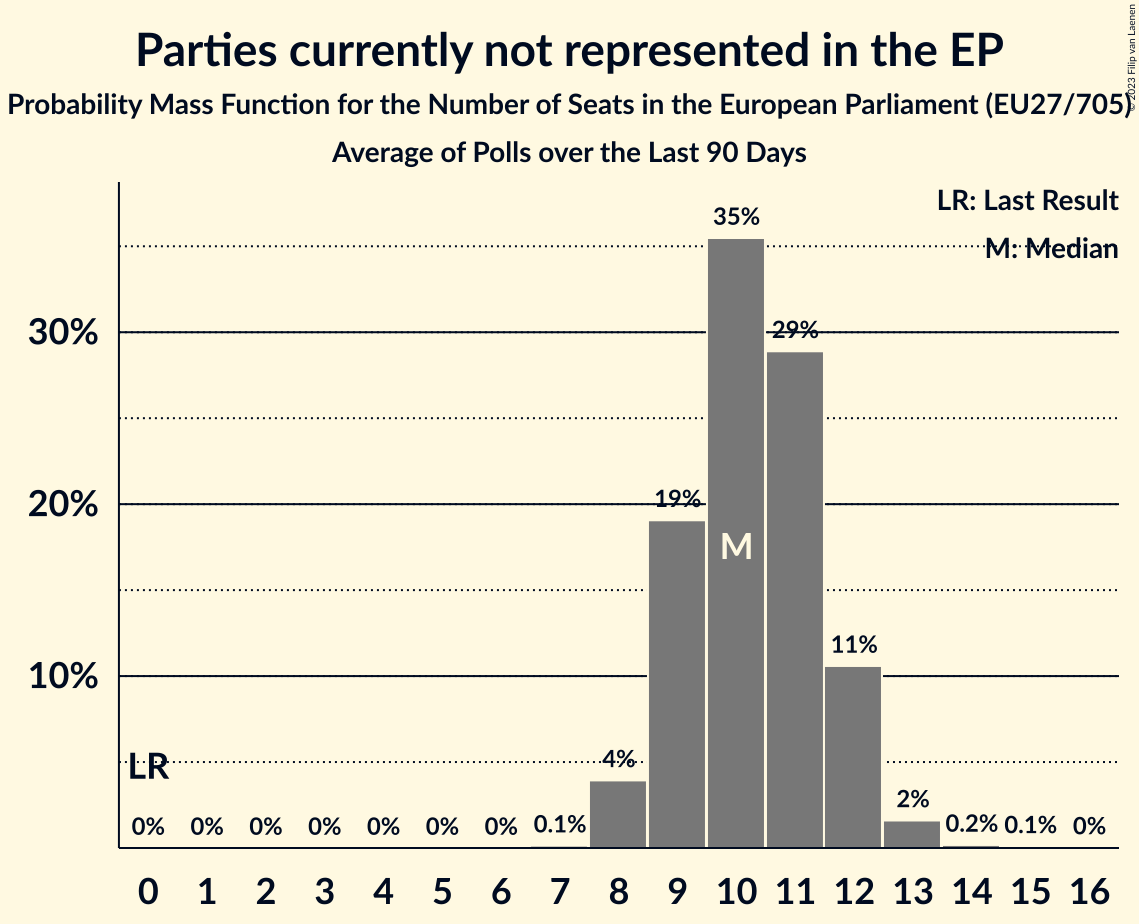 Parties currently not represented in the EP
Probability Mass Function for the Number of Seats in the European Parliament (EU27/705)
Average of Polls over the Last 90 Days
© 2023 Filip van Laenen
LR: Last Result
M: Median
35%
30%
29%
20%
19%
M
11%
10%
LR
4%
2%
0% 0% 0% 0% 0% 0% 0% 0.1% 0.2% 0.1% 0%
0 1 2 3 4 5 6 7 8 9 10 11 12 13 14 15 16